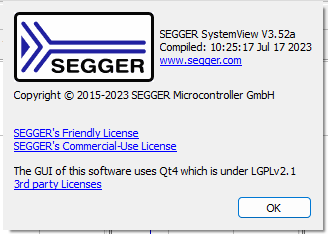 SEGGER
SEGGER SystemView V3.52a
Compiled: 10:25:17 Jul 17 2023
www.segger.com
Copyright © 2015-2023 SEGGER Microcontroller GmbH
SEGGER's Friendly License
SEGGER's Commercial-Use License
The GUI of this software uses Qt4 which is under LGPLv2.1
3rd party Licenses
OK